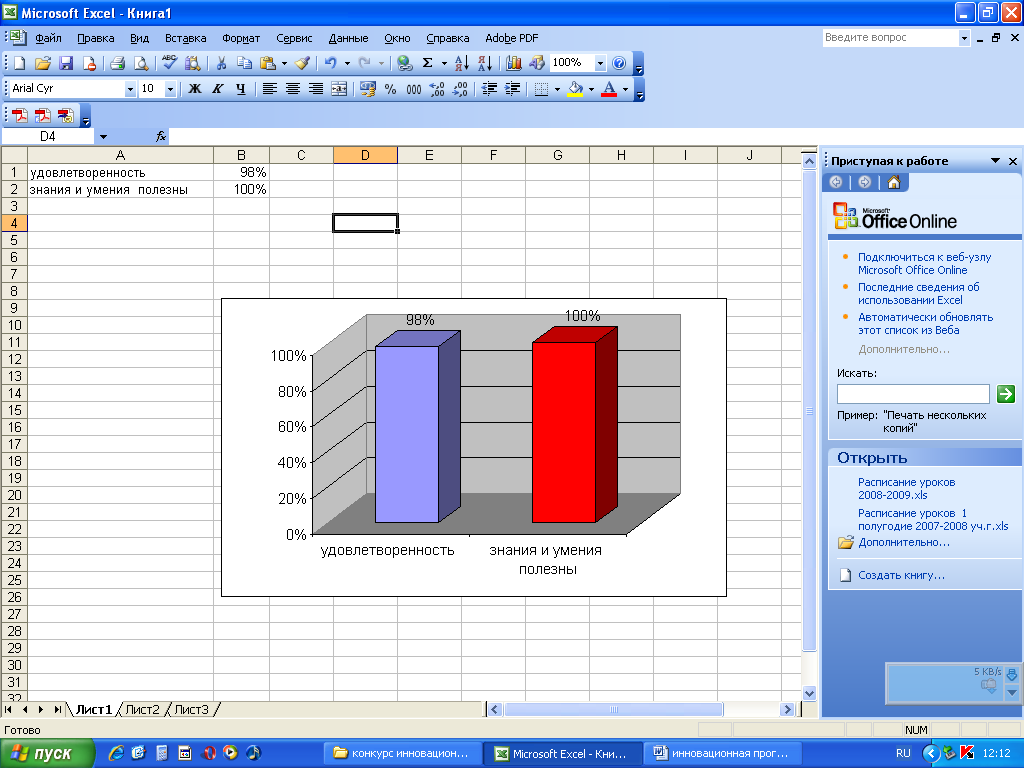 Microsoft Excel - Книга1
Файл Правка Вид Вставка Формат Сервис Данные Окно Справка Adobe PDF
Введите вопрос
100%
Arial Cyr 10 Ж К Ч % 000
D4 fx
A B C D E F G H I J
1 удовлетворенность 98%
2 знания и умения полезны 100%
3
4
5
6
7
8
9
10
11
12
13
14
15
16
17
18
19
20
21
22
23
24
25
26
27
28
29
30
31
32
98%
100%
100%
80%
60%
40%
20%
0%
удовлетворенность
знания и умения
полезны
Приступая к работе
Microsoft
Office Online
Подключиться к веб-узлу
Microsoft Office Online
Последние сведения об
использовании Excel
Автоматически обновлять
этот список из Веба
Дополнительно...
Искать:
Пример: "Печать нескольких
копий"
Открыть
Расписание уроков
2008-2009.xls
Расписание уроков 1
полугодие 2007-2008 уч.г.xls
Дополнительно...
Создать книгу...
5 KB/s
Лист1 Лист2 Лист3
Готово
NUM
пуск
конкурс инновацион...
Microsoft Excel - Кни...
инновационная прог...
RU
12:12